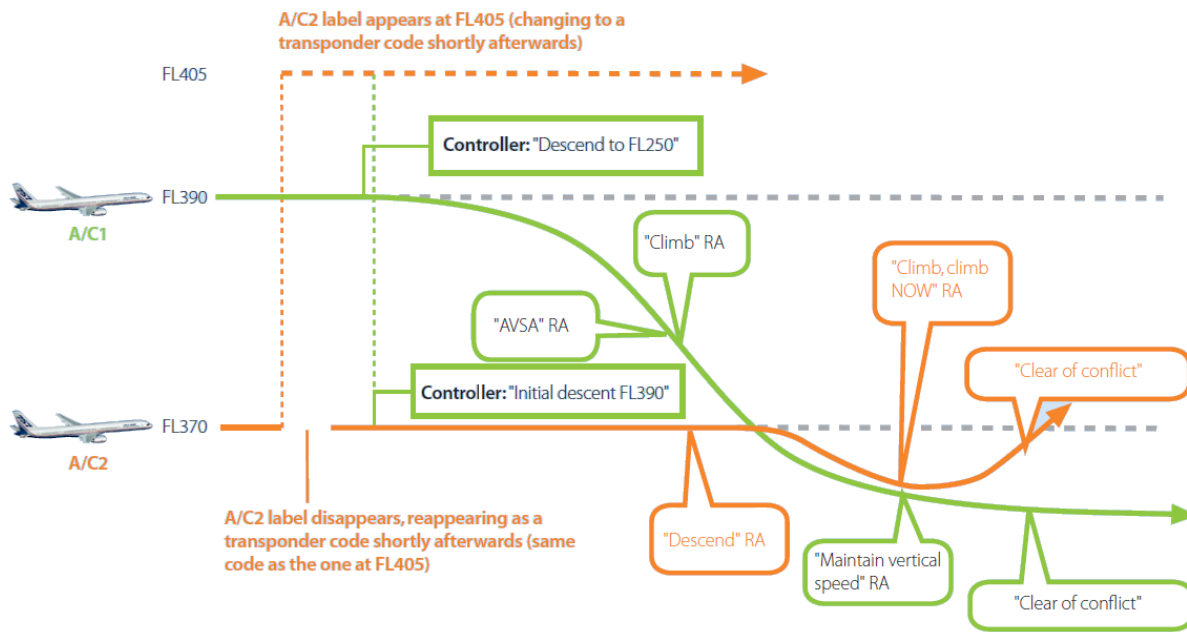 A/C2 label appears at FL405 (changing to a
transponder code shortly afterwards)
FL405
Controller: "Descend to FL250"
FL390
A/C1
"Climb" RA
"Climb, climb
NOW" RA
"AVSA" RA
"Clear of conflict"
Controller: "Initial descent FL390"
FL370
A/C2
A/C2 label disappears, reappearing as a
transponder code shortly afterwards (same
code as the one at FL405)
"Descend" RA
"Maintain vertical
speed" RA
"Clear of conflict"